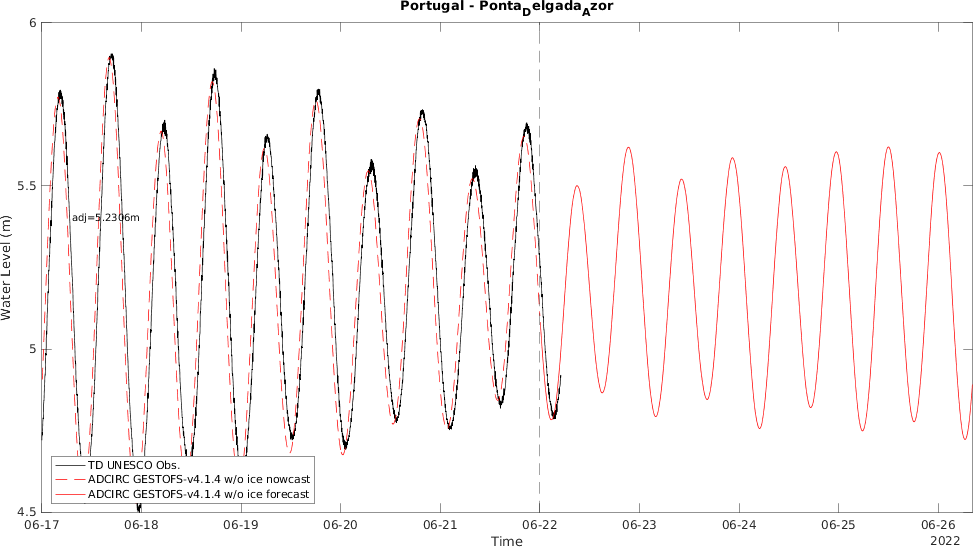 Portugal - PontaDelgadaAzor
6
5.5
5
4.5
Water Level (m)
adj=5.2306m
TD UNESCO Obs.
ADCIRC GESTOFS-v4.1.4 w/o ice nowcast
ADCIRC GESTOFS-v4.1.4 w/o ice forecast
06-17 06-18 06-19 06-20 06-21 06-22 06-23 06-24 06-25 06-26
Time
2022